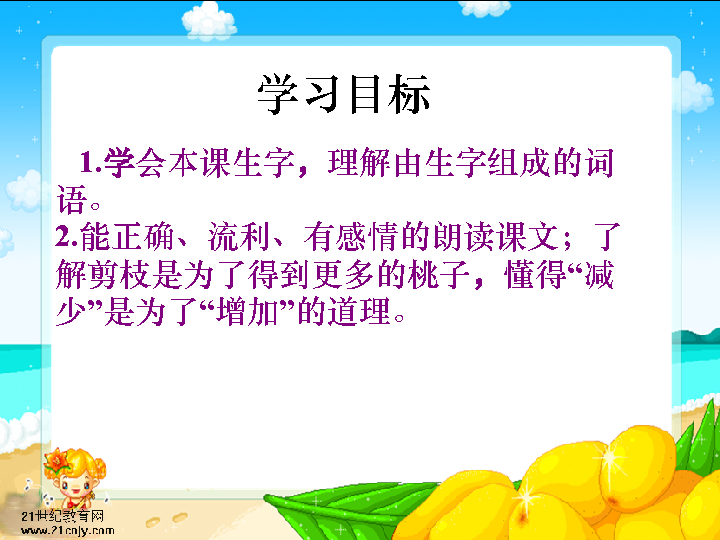 学习目标
1.学会本课生字，理解由生字组成的词
语。
2.能正确、流利、有感情的朗读课文；了
解剪枝是为了得到更多的桃子，懂得“减
少”是为了“增加”的道理。
21世纪教育网
www.21cnjy.com